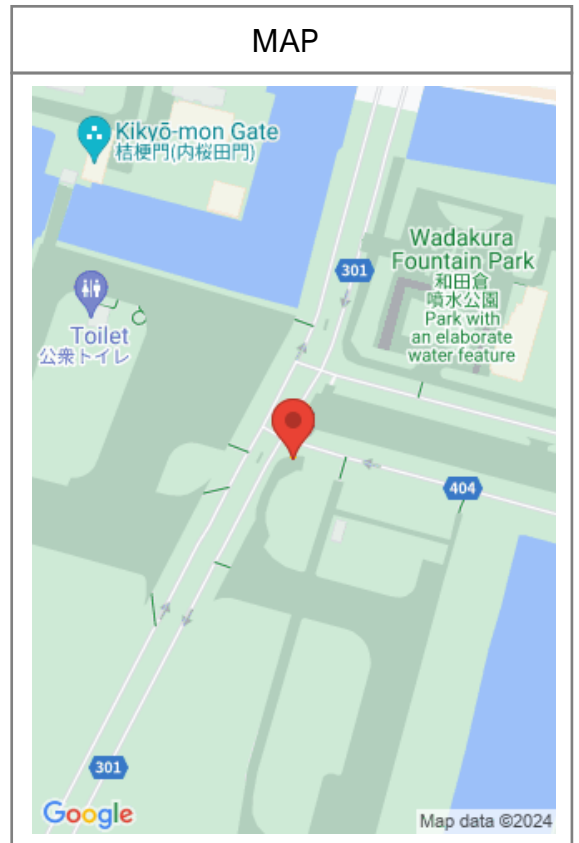 MAP
Kikyō-mon Gate
桔梗門(内桜田門)
Wadakura
Fountain Park
和田倉
噴水公園
Park with
an elaborate
water feature
301
Toilet
公衆トイレ
404
301
Google
Map data ©2024